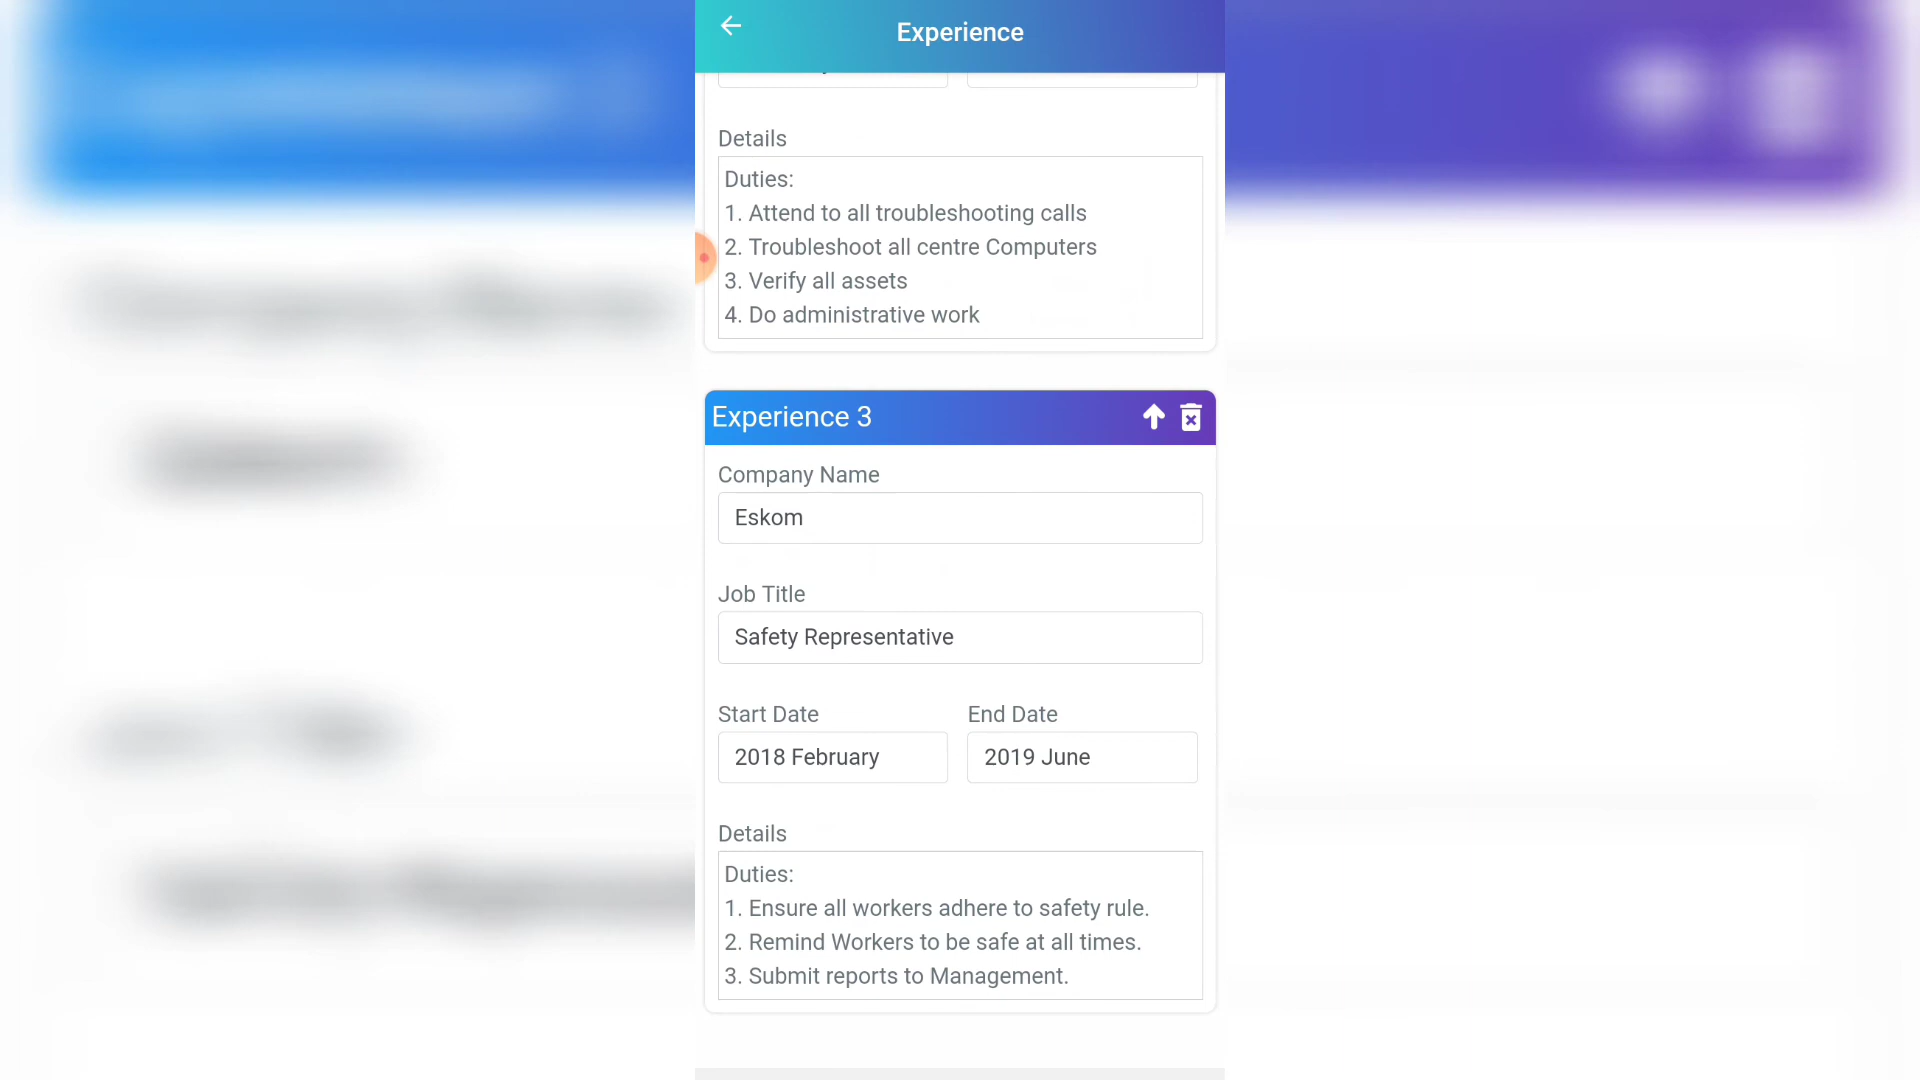 Experience
Details
Duties:
1. Attend to all troubleshooting calls
2. Troubleshoot all centre Computers
3. Verify all assets
4. Do administrative work
Experience 3
Company Name
Eskom
Job Title
Safety Representative
Start Date End Date
2018 February 2019 June
Details
Duties:
1. Ensure all workers adhere to safety rule.
2. Remind Workers to be safe at all times.
3. Submit reports to Management.